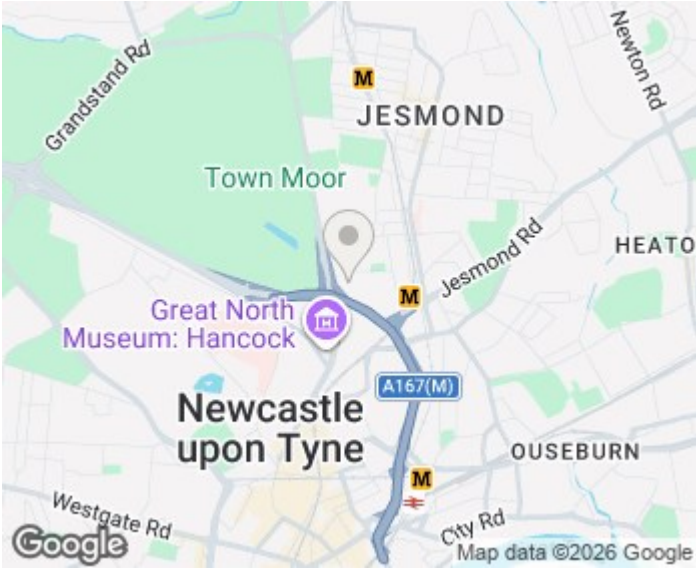 Grandstand Rd
M
JESMOND
Newton Rd
Town Moor
Jesmond Rd
HEATO
M
Great North
Museum: Hancock
A167(M)
Newcastle
upon Tyne
OUSEBURN
M
Westgate Rd
City Rd
Google
Map data ©2026 Google